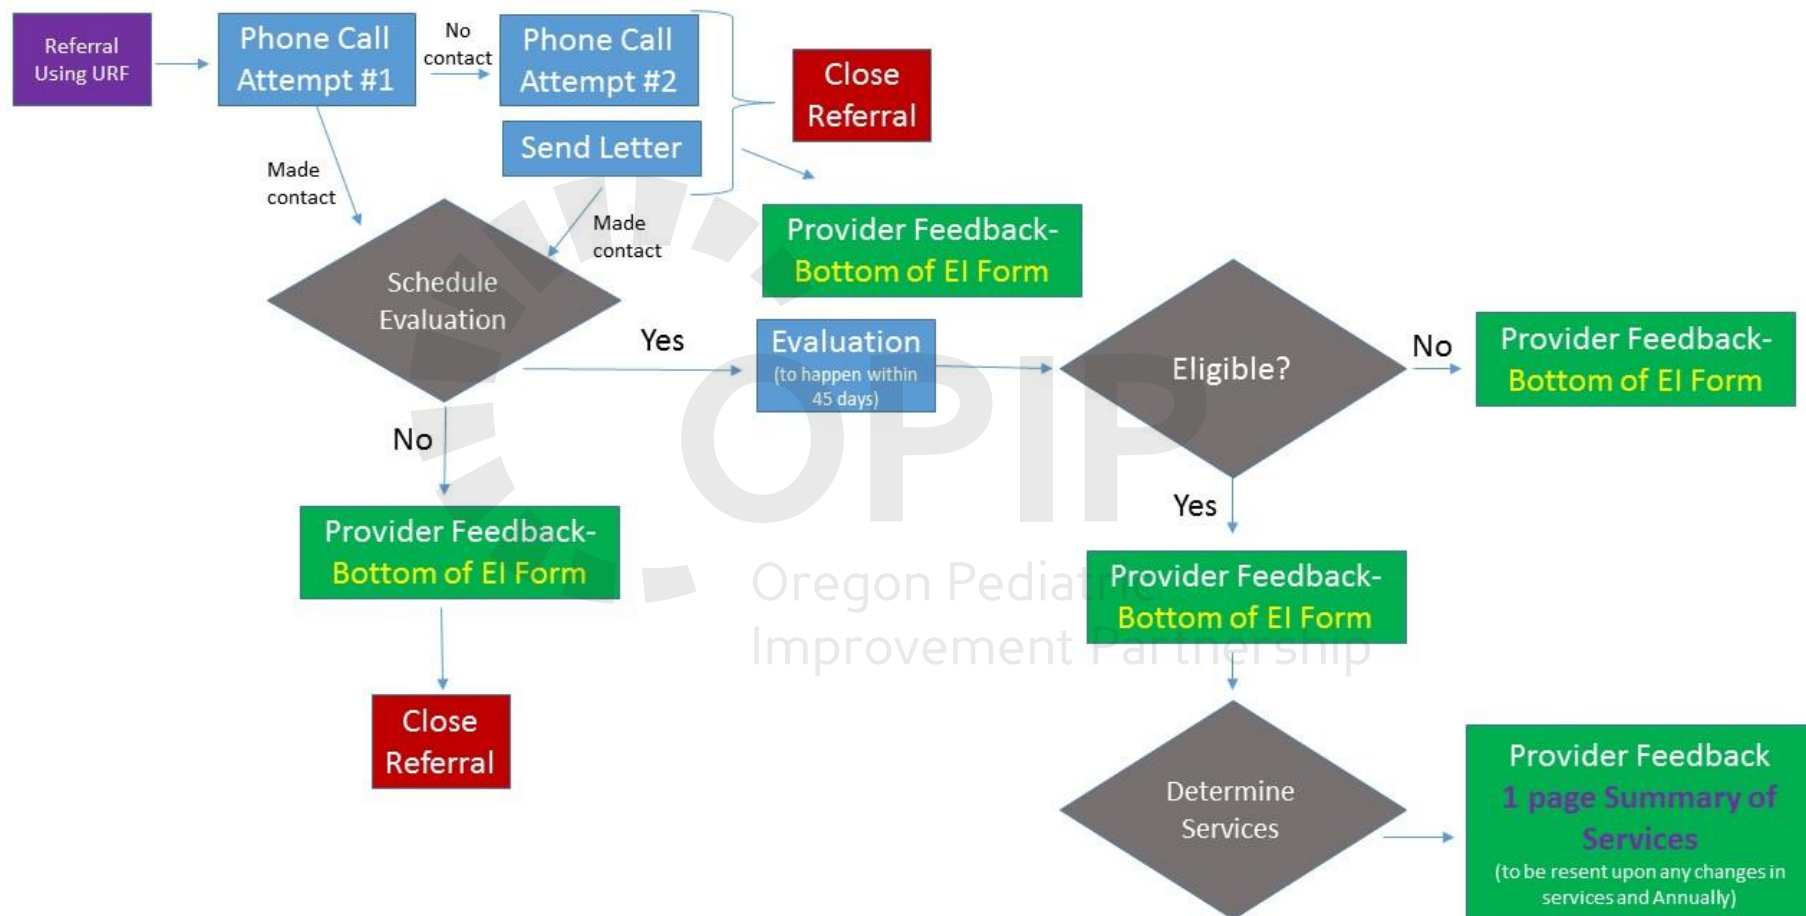 Referral
Using URF
Phone Call
Attempt #1
No
contact
Phone Call
Attempt #2
Send Letter
Close
Referral
Made
contact
Made
contact
Provider Feedback-
Bottom of EI Form
Schedule
Evaluation
Yes
Evaluation
(to happen within
45 days)
Eligible?
No
Provider Feedback-
Bottom of EI Form
No
Provider Feedback-
Bottom of EI Form
Close
Referral
Yes
Provider Feedback-
Bottom of EI Form
Determine
Services
Provider Feedback
1 page Summary of
Services
(to be resent upon any changes in
services and Annually)
OPIP
Oregon Pediatric
Improvement Partnership